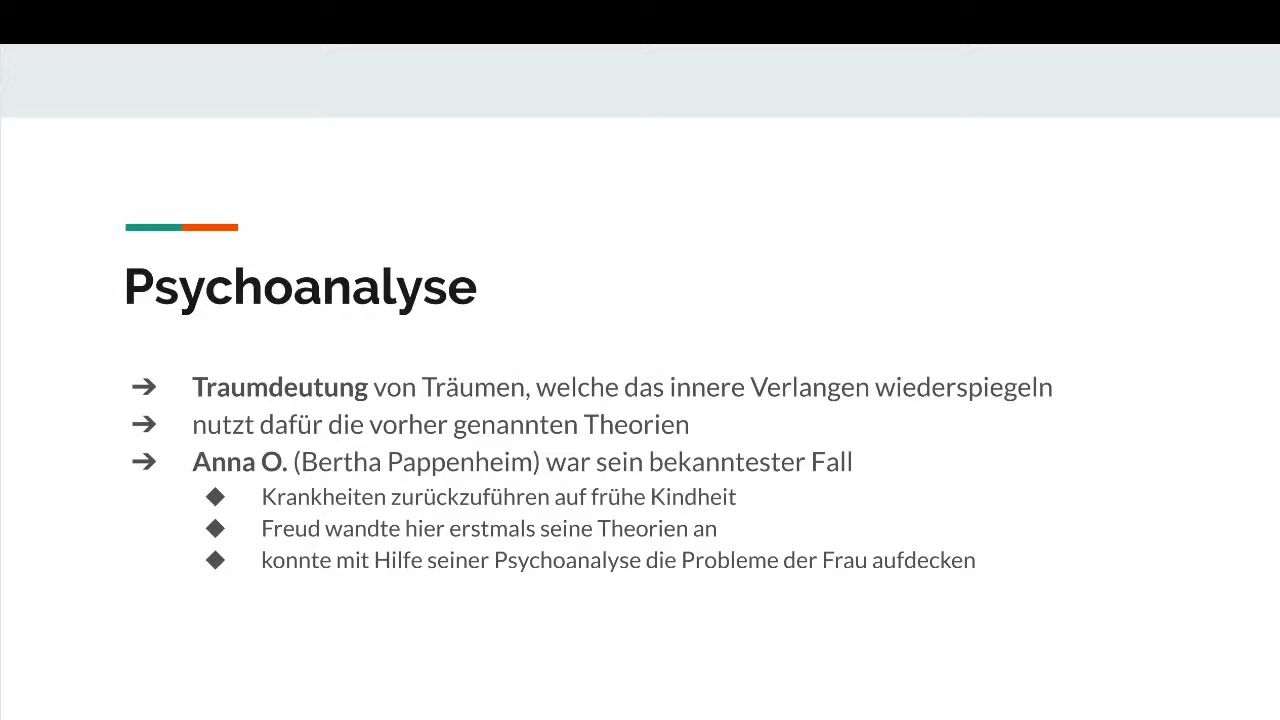 Psychoanalyse
➔ Traumdeutung von Träumen, welche das innere Verlangen wiederspiegeln
➔ nutzt dafür die vorher genannten Theorien
➔ Anna O. (Bertha Pappenheim) war sein bekanntester Fall
◆ Krankheiten zurückzuführen auf frühe Kindheit
◆ Freud wandte hier erstmals seine Theorien an
◆ konnte mit Hilfe seiner Psychoanalyse die Probleme der Frau aufdecken